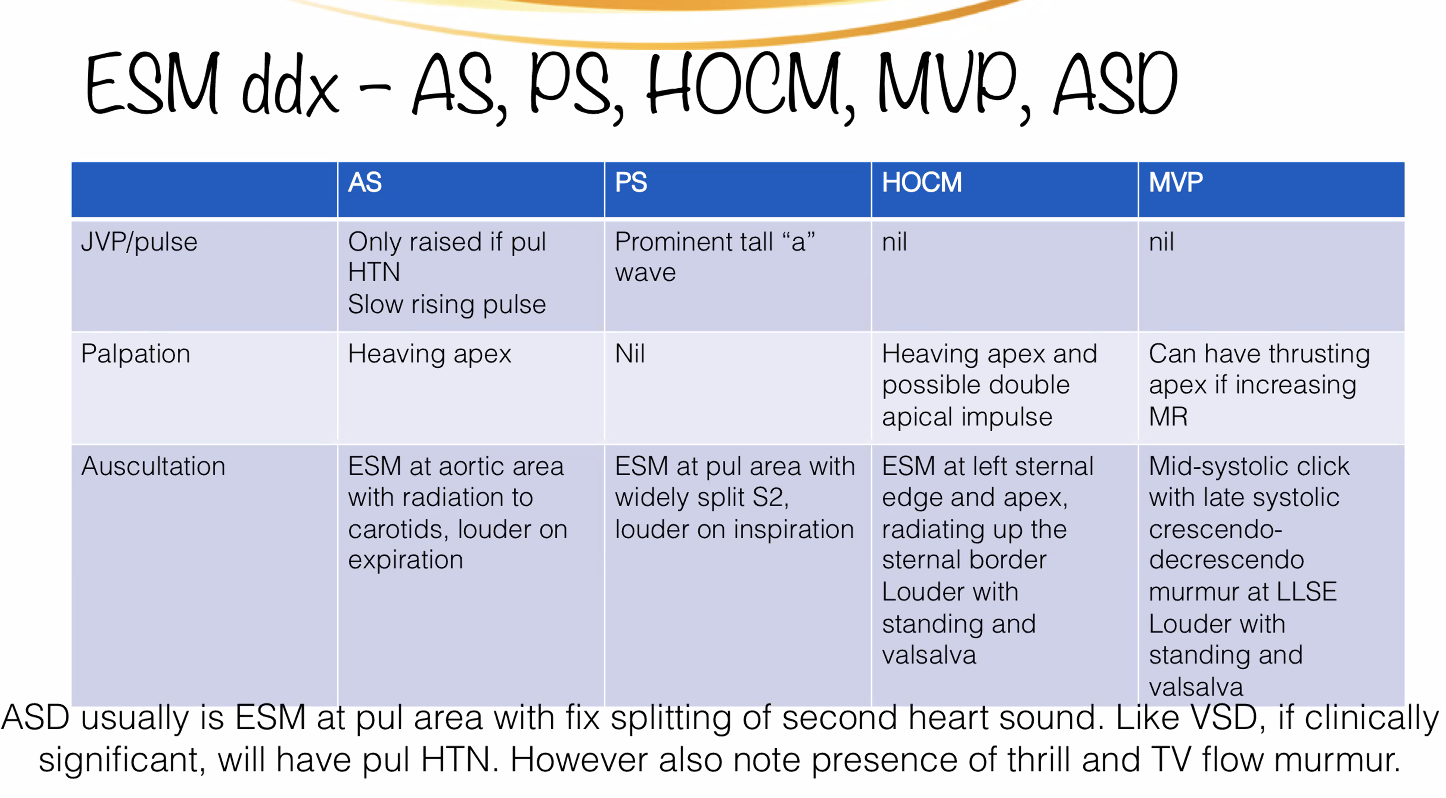 ESM ddx – AS, PS, HOCM, MVP, ASD
AS
PS
HOCM
MVP
JVP/pulse
Only raised if pul
HTN
Slow rising pulse
Prominent tall “a”
wave
nil
nil
Palpation
Heaving apex
Nil
Heaving apex and
possible double
apical impulse
Can have thrusting
apex if increasing
MR
Auscultation
ESM at aortic area
with radiation to
carotids, louder on
expiration
ESM at pul area with
widely split S2,
louder on inspiration
ESM at left sternal
edge and apex,
radiating up the
sternal border
Louder with
standing and
valsalva
Mid-systolic click
with late systolic
crescendo-
decrescendo
murmur at LLSE
Louder with
standing and
valsalva
ASD usually is ESM at pul area with fix splitting of second heart sound. Like VSD, if clinically
significant, will have pul HTN. However also note presence of thrill and TV flow murmur.